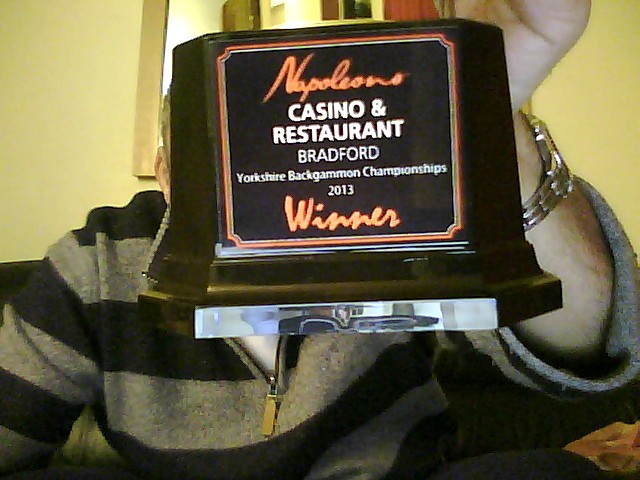 Napoleons
CASINO &
RESTAURANT
BRADFORD
Yorkshire Backgammon Championships
2013
Winner